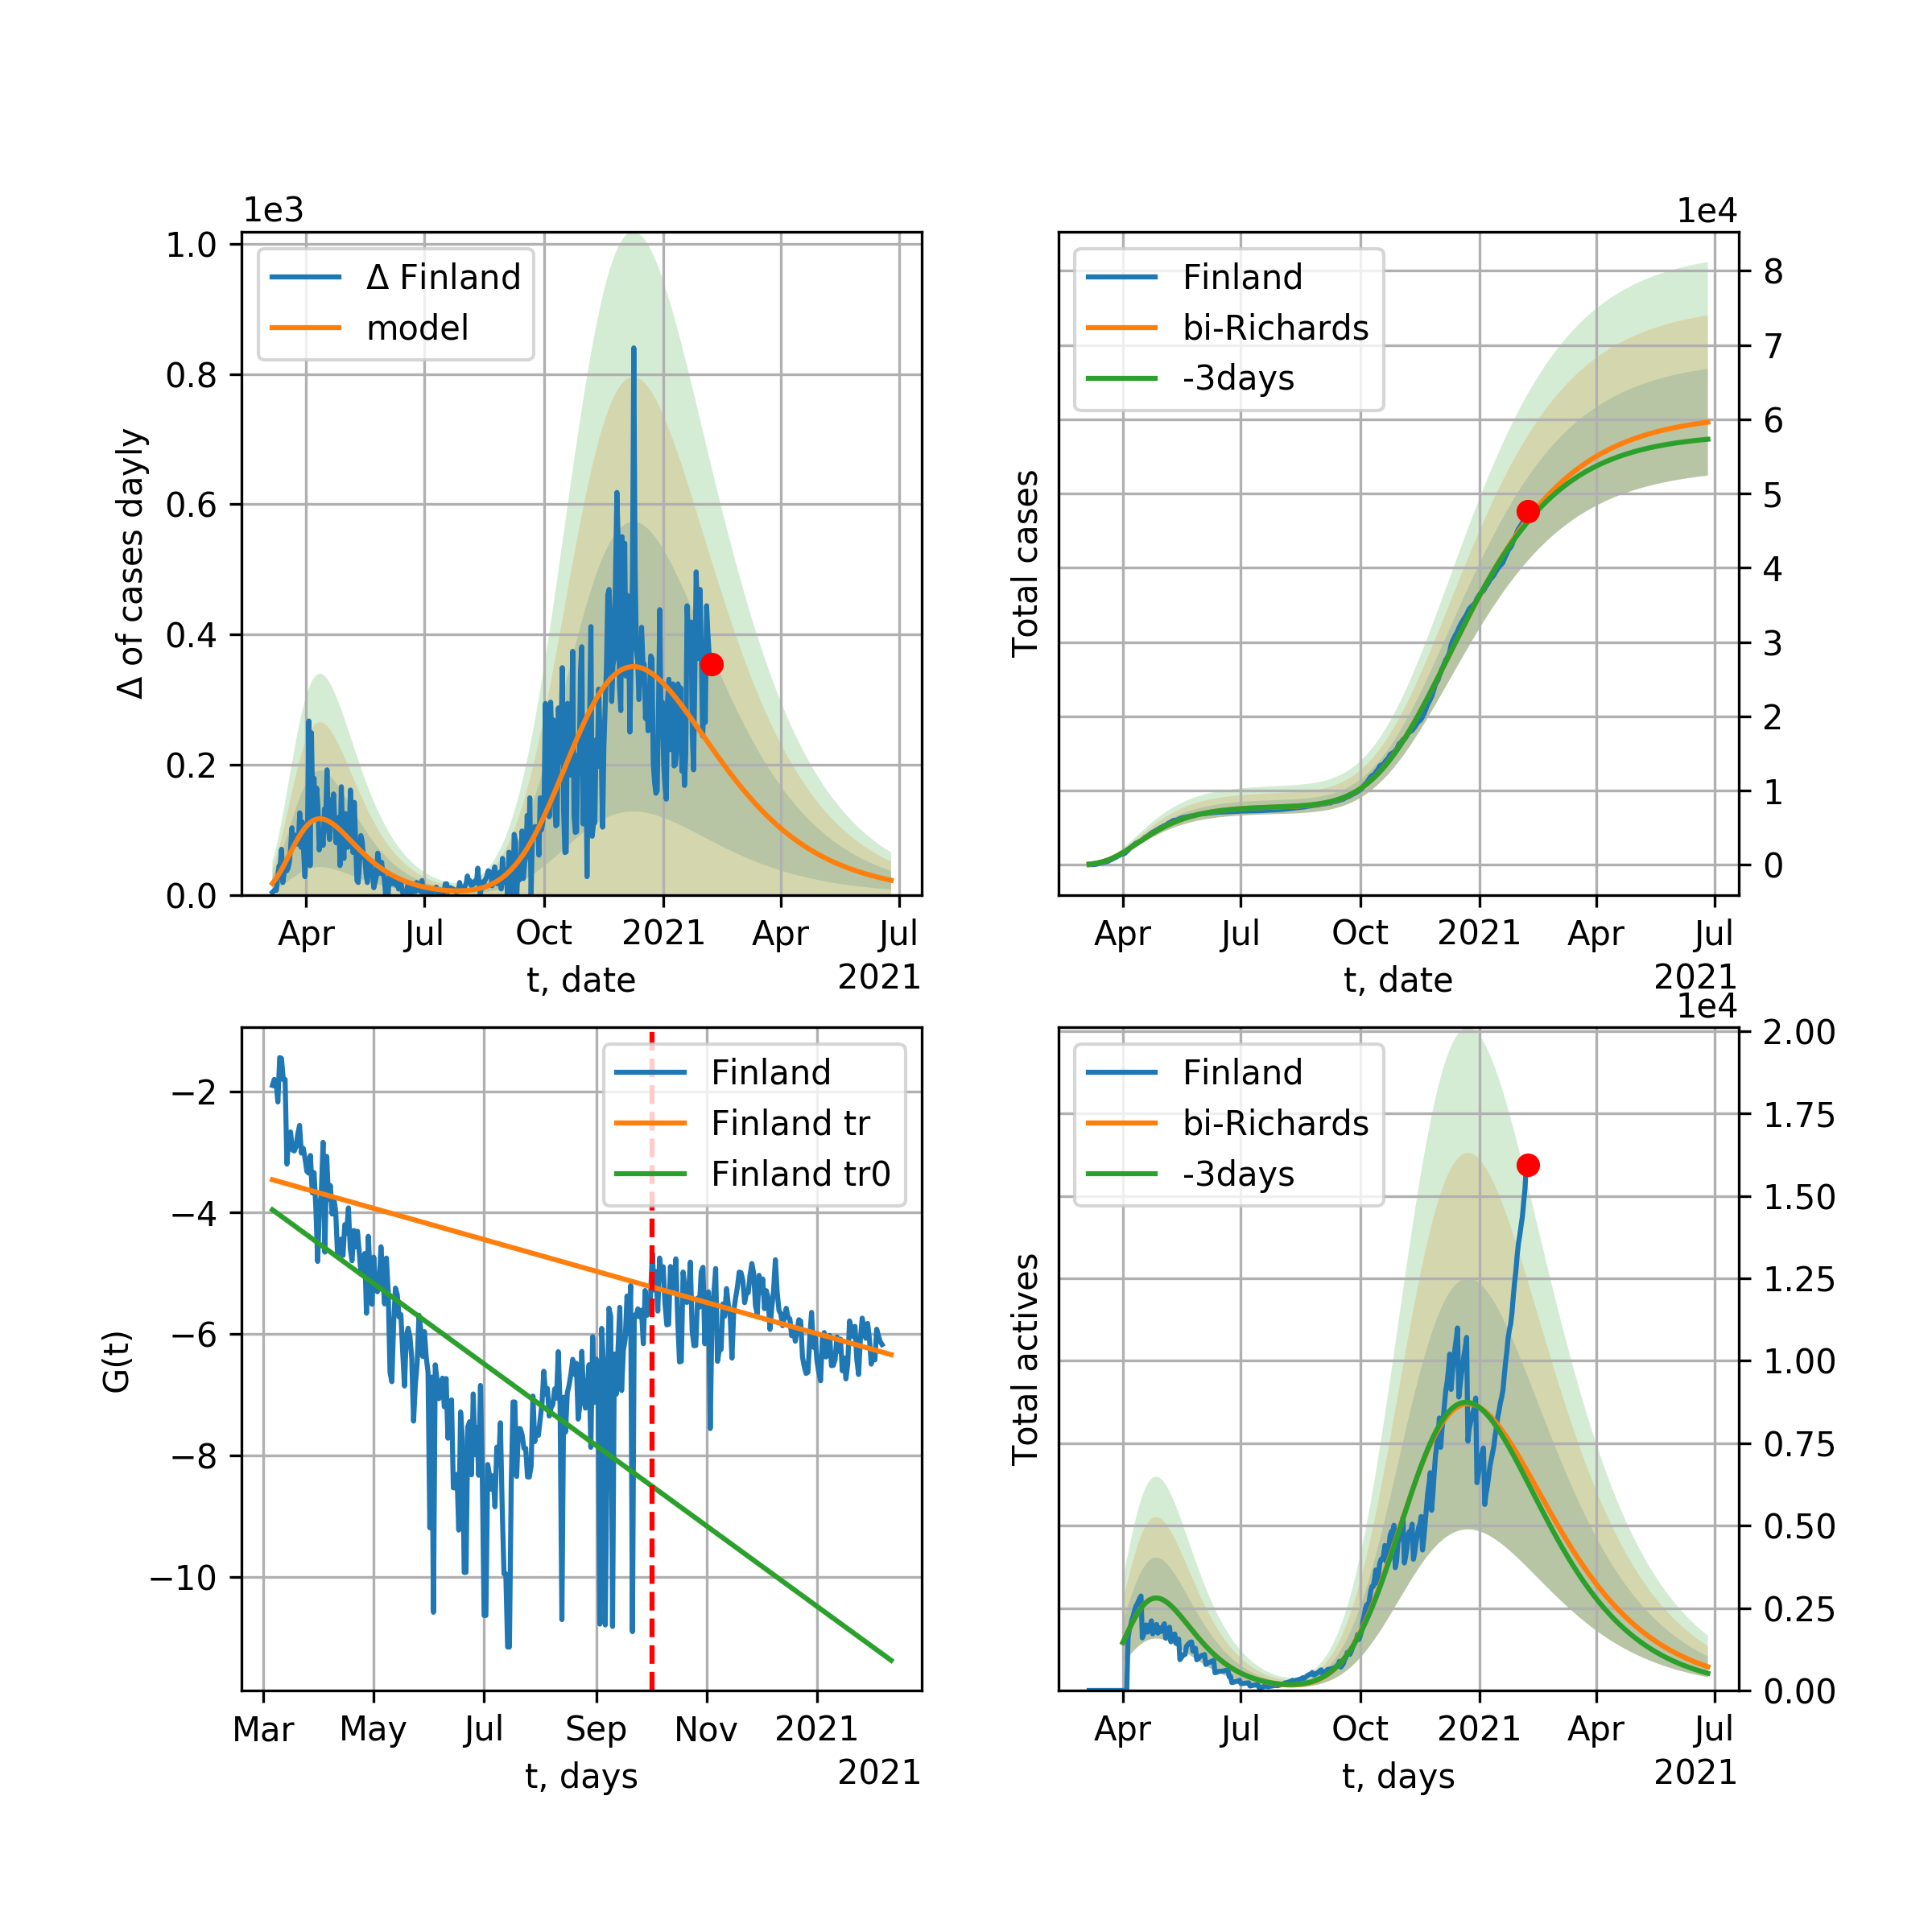 1e3
1.0
0.8
0.6
0.4
0.2
0.0
Δ of cases dayly
Δ Finland
model
Apr Jul Oct 2021 Apr Jul
t, date
2021
1e4
Finland
bi-Richards
-3days
Total cases
8
7
6
5
4
3
2
1
0
Apr Jul Oct 2021 Apr Jul
t, date
2021
−2
−4
−6
−8
−10
G(t)
Finland
Finland tr
Finland tr0
Mar May Jul Sep Nov 2021
t, days
2021
1e4
Finland
bi-Richards
-3days
Total actives
2.00
1.75
1.50
1.25
1.00
0.75
0.50
0.25
0.00
Apr Jul Oct 2021 Apr Jul
t, days
2021